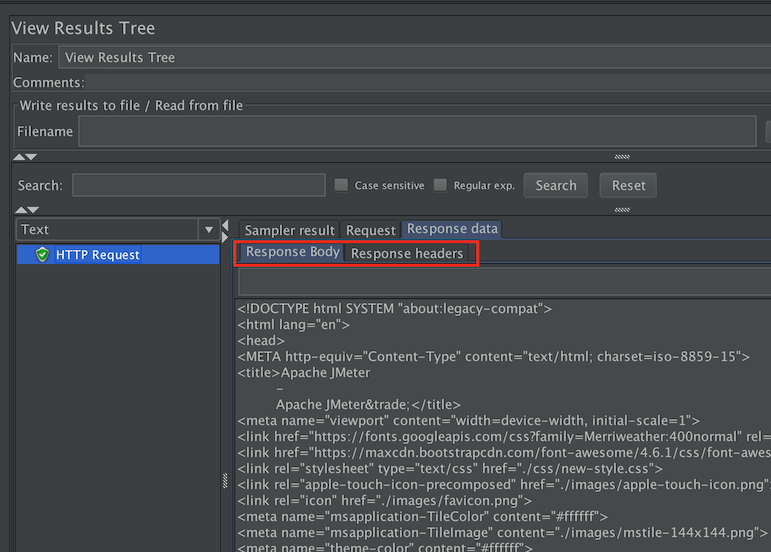 View Results Tree
Name: View Results Tree
Comments:
Write results to file / Read from file
Filename
Search: Case sensitive Regular exp. Search Reset
Text
Sampler result Request Response data
HTTP Request
Response Body Response headers
<!DOCTYPE html SYSTEM "about:legacy-compat">
<html lang="en">
<head>
<META http-equiv="Content-Type" content="text/html; charset=iso-8859-15">
<title>Apache JMeter
-
Apache JMeter&trade;</title>
<meta name="viewport" content="width=device-width, initial-scale=1">
<link href="https://fonts.googleapis.com/css?family=Merriweather:400normal" rel=
<link href="https://maxcdn.bootstrapcdn.com/font-awesome/4.6.1/css/font-awes
<link rel="stylesheet" type="text/css" href="./css/new-style.css">
<link rel="apple-touch-icon-precomposed" href="./images/apple-touch-icon.png"
<link rel="icon" href="./images/favicon.png">
<meta name="msapplication-TileColor" content="#ffffff">
<meta name="msapplication-TileImage" content="./images/mstile-144x144.png">
<meta name="theme-color" content="#ffffff">